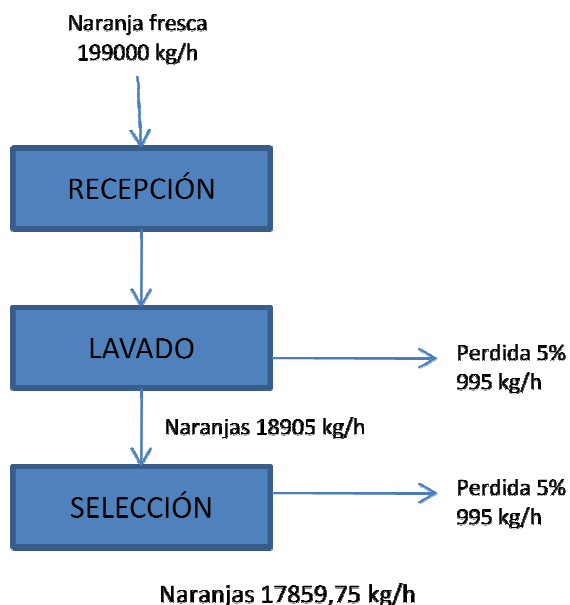 Naranja fresca
199000 kg/h
RECEPCIÓN
LAVADO
Perdida 5%
995 kg/h
Naranjas 18905 kg/h
SELECCIÓN
Perdida 5%
995 kg/h
Naranjas 17859,75 kg/h